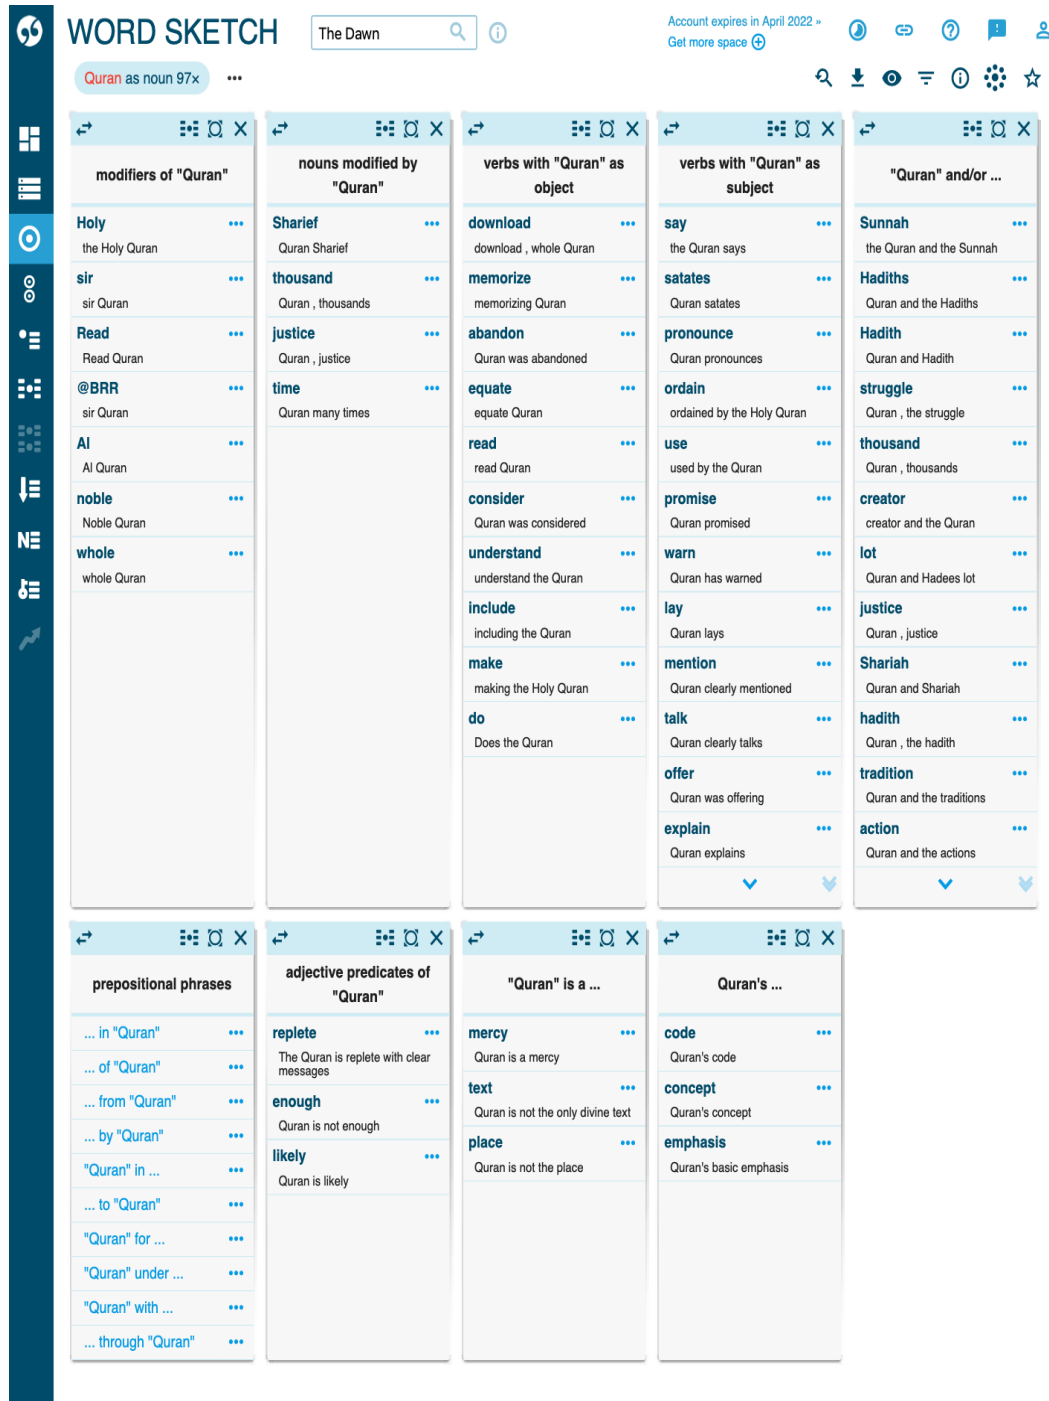 WORD SKETCH
The Dawn
Account expires in April 2022 »
Get more space
Quran as noun 97×
modifiers of "Quran"
Holy
the Holy Quran
sir
sir Quran
Read
Read Quran
@BRR
sir Quran
Al
Al Quran
noble
Noble Quran
whole
whole Quran
nouns modified by
"Quran"
Sharief
Quran Sharief
thousand
Quran , thousands
justice
Quran , justice
time
Quran many times
verbs with "Quran" as
object
download
download , whole Quran
memorize
memorizing Quran
abandon
Quran was abandoned
equate
equate Quran
read
read Quran
consider
Quran was considered
understand
understand the Quran
include
including the Quran
make
making the Holy Quran
do
Does the Quran
verbs with "Quran" as
subject
say
the Quran says
satates
Quran satates
pronounce
Quran pronounces
ordain
ordained by the Holy Quran
use
used by the Quran
promise
Quran promised
warn
Quran has warned
lay
Quran lays
mention
Quran clearly mentioned
talk
Quran clearly talks
offer
Quran was offering
explain
Quran explains
"Quran" and/or ...
Sunnah
the Quran and the Sunnah
Hadiths
Quran and the Hadiths
Hadith
Quran and Hadith
struggle
Quran , the struggle
thousand
Quran , thousands
creator
creator and the Quran
lot
Quran and Hadees lot
justice
Quran , justice
Shariah
Quran and Shariah
hadith
Quran , the hadith
tradition
Quran and the traditions
action
Quran and the actions
prepositional phrases
... in "Quran"
... of "Quran"
... from "Quran"
... by "Quran"
"Quran" in ...
... to "Quran"
"Quran" for ...
"Quran" under ...
"Quran" with ...
... through "Quran"
adjective predicates of
"Quran"
replete
The Quran is replete with clear
messages
enough
Quran is not enough
likely
Quran is likely
"Quran" is a ...
mercy
Quran is a mercy
text
Quran is not the only divine text
place
Quran is not the place
Quran's ...
code
Quran's code
concept
Quran's concept
emphasis
Quran's basic emphasis